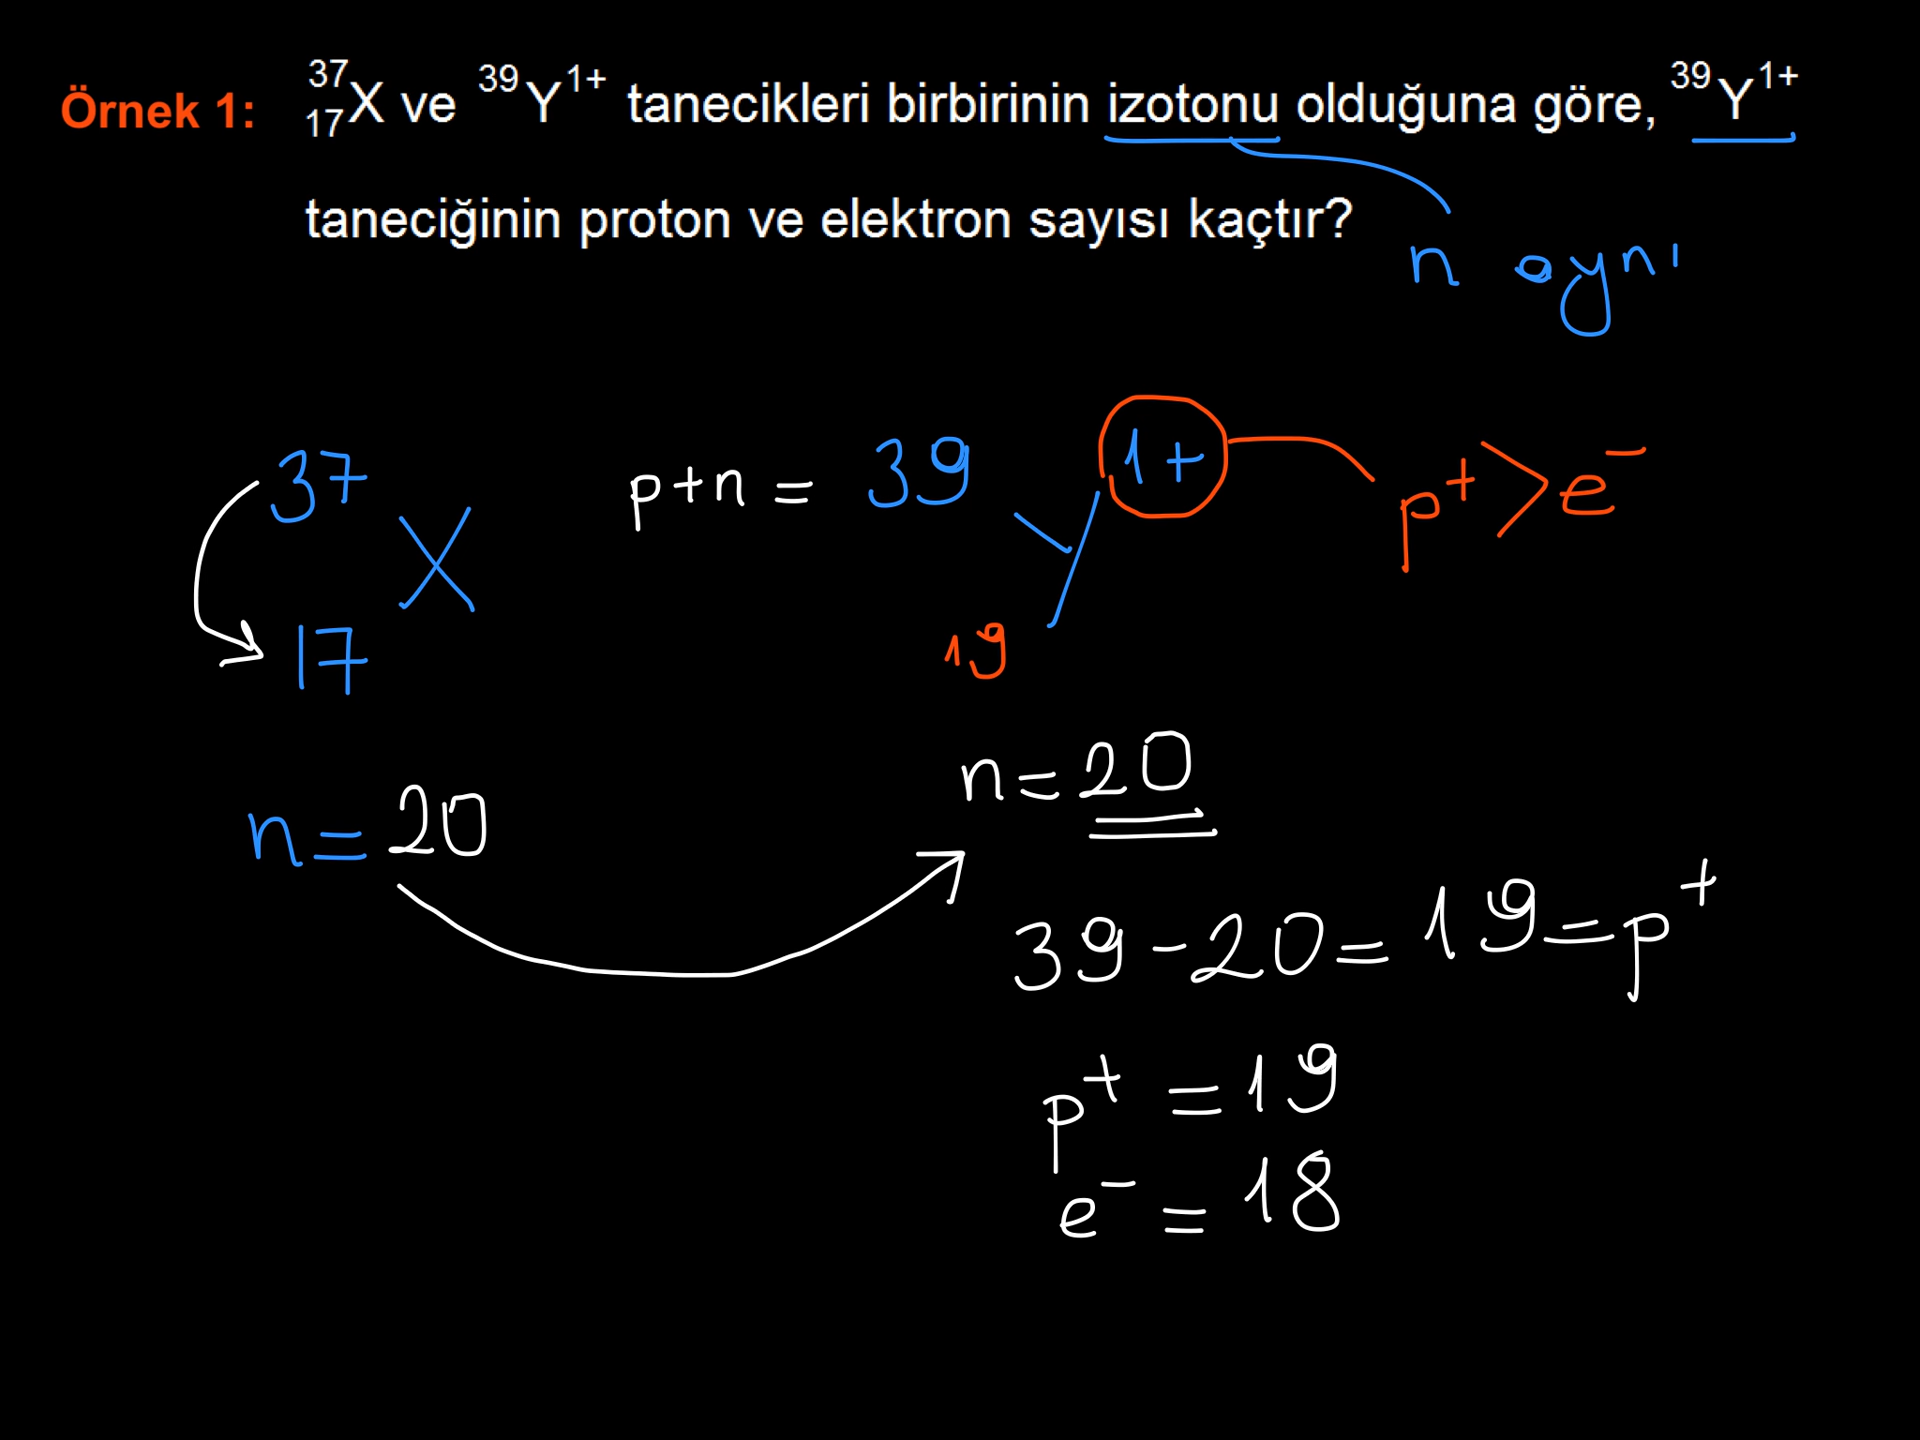 Örnek 1: ³⁷₁₇X ve ³⁹Y¹⁺ tanecikleri birbirinin izotonu olduğuna göre, ³⁹Y¹⁺
taneciğinin proton ve elektron sayısı kaçtır?
n aynı
37
X
17
p+n = 39
Y
1+
19
p⁺ > e⁻
n = 20
n = 20
39 - 20 = 19 = p⁺
p⁺ = 19
e⁻ = 18